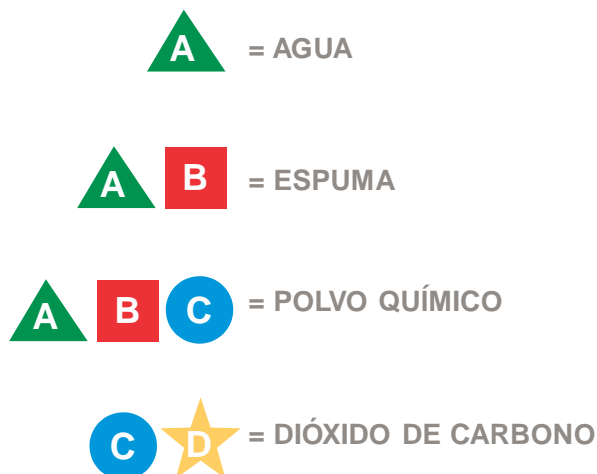 A = AGUA
A B = ESPUMA
A B C = POLVO QUÍMICO
C D = DIÓXIDO DE CARBONO